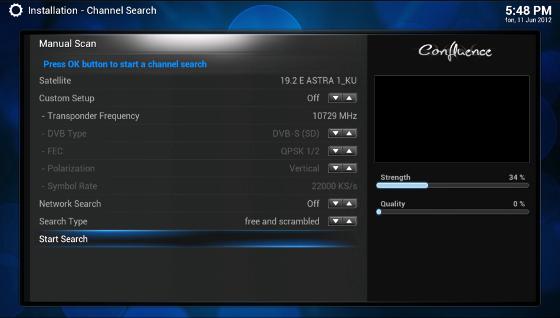 Installation - Channel Search
5:48 PM
fon, 11 Jun 2012
Manual Scan
Confluence
Press OK button to start a channel search
Satellite 19.2 E ASTRA 1_KU
Custom Setup Off
- Transponder Frequency 10729 MHz
- DVB Type DVB-S (SD)
- FEC QPSK 1/2
- Polarization Vertical
- Symbol Rate 22000 KS/s
Network Search Off
Search Type free and scrambled
Start Search
Strength 34 %
Quality 0 %